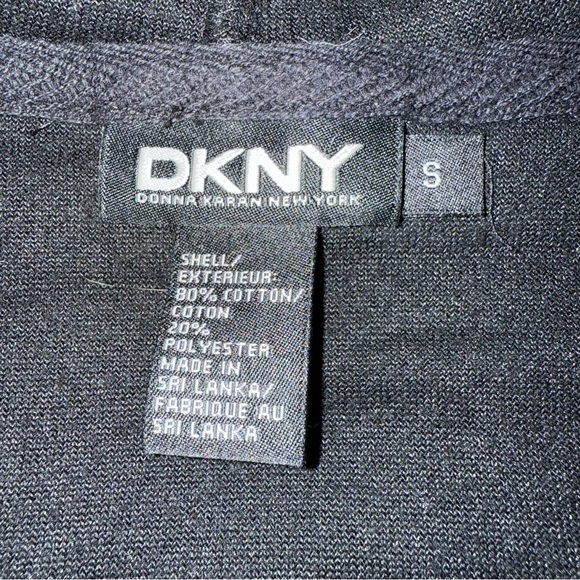 DKNY
DONNA KARAN NEW YORK
S
SHELL/
EXTERIEUR:
80% COTTON/
COTON
20%
POLYESTER
MADE IN
SRI LANKA/
FABRIQUE AU
SRI LANKA